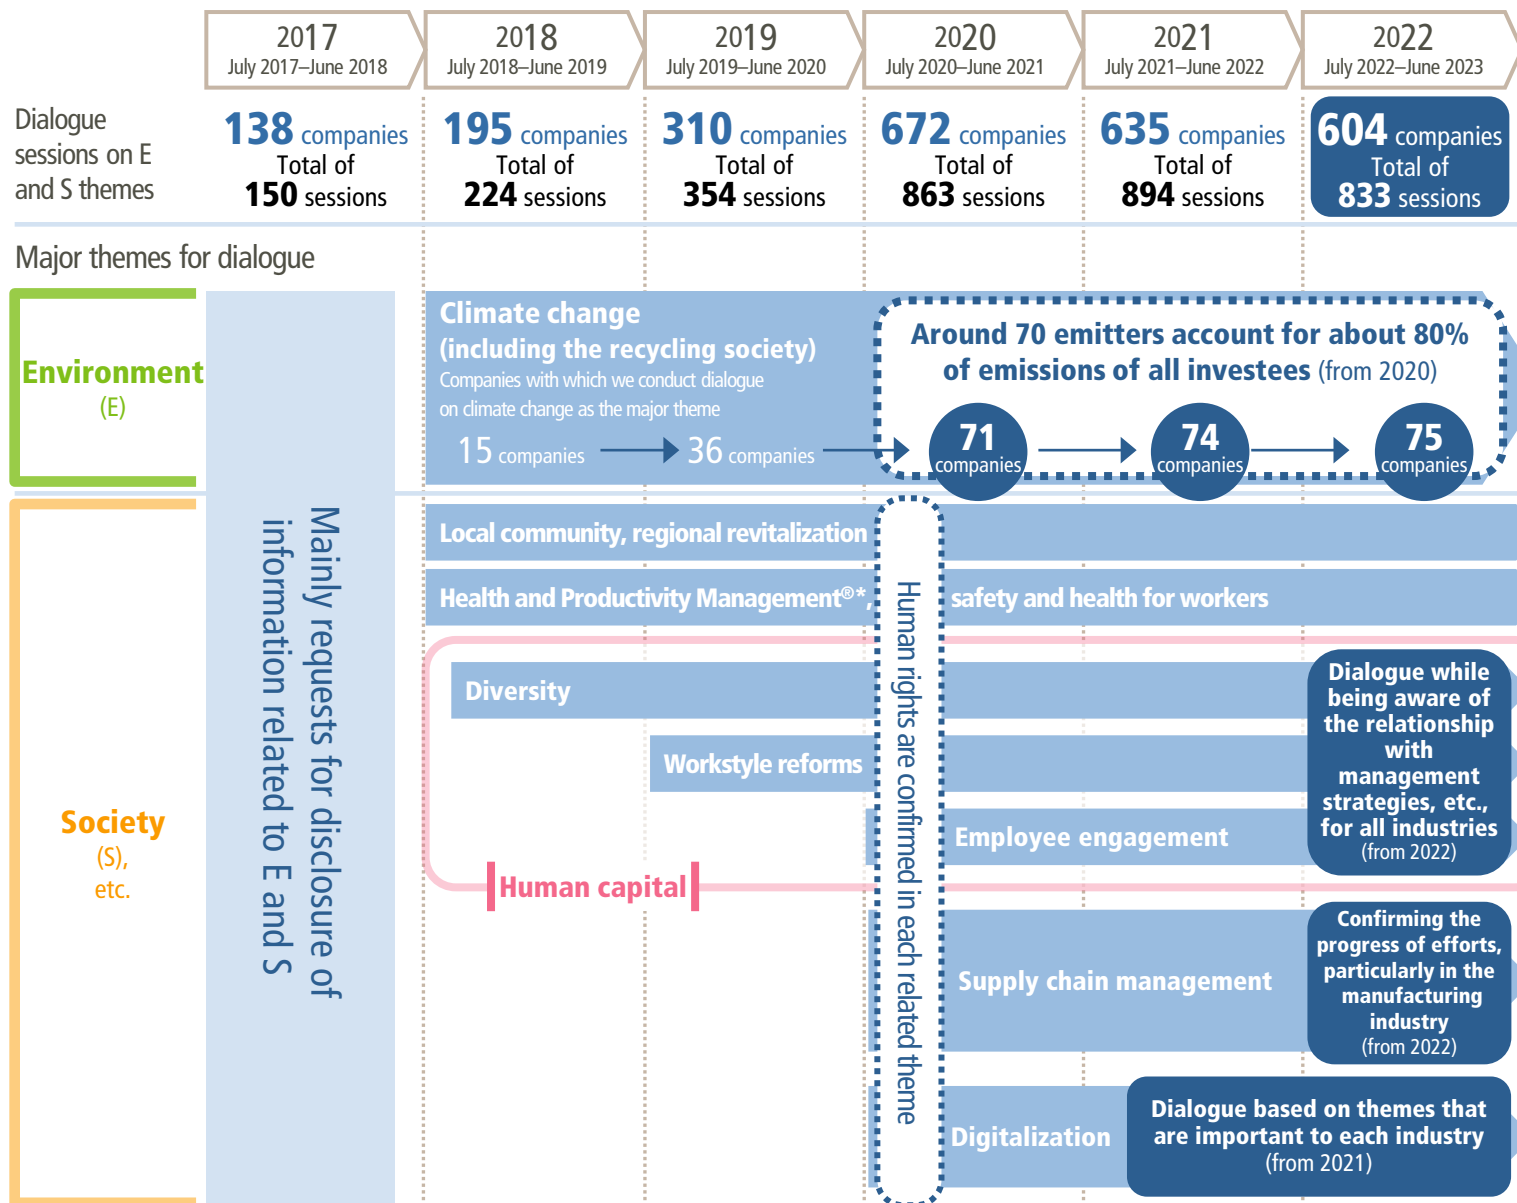 2017
July 2017–June 2018
2018
July 2018–June 2019
2019
July 2019–June 2020
2020
July 2020–June 2021
2021
July 2021–June 2022
2022
July 2022–June 2023
Dialogue
sessions on E
and S themes
138 companies
Total of
150 sessions
195 companies
Total of
224 sessions
310 companies
Total of
354 sessions
672 companies
Total of
863 sessions
635 companies
Total of
894 sessions
604 companies
Total of
833 sessions
Major themes for dialogue
Environment
(E)
Society
(S),
etc.
Mainly requests for disclosure of
information related to E and S
Climate change
(including the recycling society)
Companies with which we conduct dialogue
on climate change as the major theme
15 companies
36 companies
Around 70 emitters account for about 80%
of emissions of all investees (from 2020)
71
companies
74
companies
75
companies
Local community, regional revitalization
Health and Productivity Management®*, safety and health for workers
Human rights are confirmed in each related theme
Diversity
Workstyle reforms
Employee engagement
Human capital
Dialogue while
being aware of
the relationship
with
management
strategies, etc.,
for all industries
(from 2022)
Supply chain management
Confirming the
progress of efforts,
particularly in the
manufacturing
industry
(from 2022)
Digitalization
Dialogue based on themes that
are important to each industry
(from 2021)